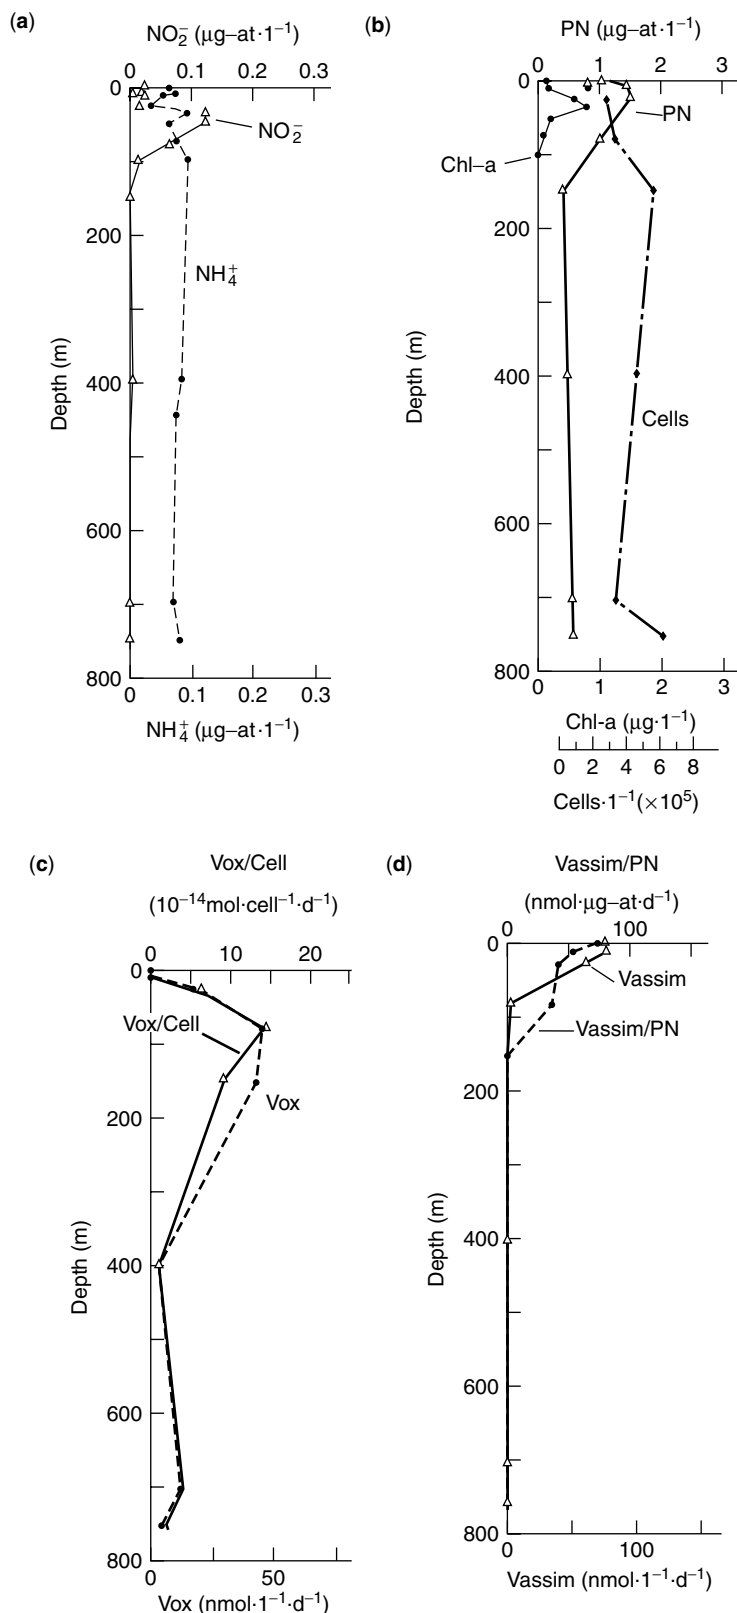 (a)
NO₂⁻ (μg–at·1⁻¹)
0 0.1 0.2 0.3
0
200
400
600
800
Depth (m)
NO₂⁻
NH₄⁺
0 0.1 0.2 0.3
NH₄⁺ (μg–at·1⁻¹)
(b)
PN (μg–at·1⁻¹)
0 1 2 3
0
200
400
600
800
Depth (m)
PN
Chl–a
Cells
0 1 2 3
Chl-a (μg·1⁻¹)
0 2 4 6 8
Cells·1⁻¹(×10⁵)
(c)
Vox/Cell
(10⁻¹⁴mol·cell⁻¹·d⁻¹)
0 10 20
0
200
400
600
800
Depth (m)
Vox/Cell
Vox
0 50
Vox (nmol·1⁻¹·d⁻¹)
(d)
Vassim/PN
(nmol·μg–at·d⁻¹)
0 100
0
200
400
600
800
Depth (m)
Vassim
Vassim/PN
0 100
Vassim (nmol·1⁻¹·d⁻¹)